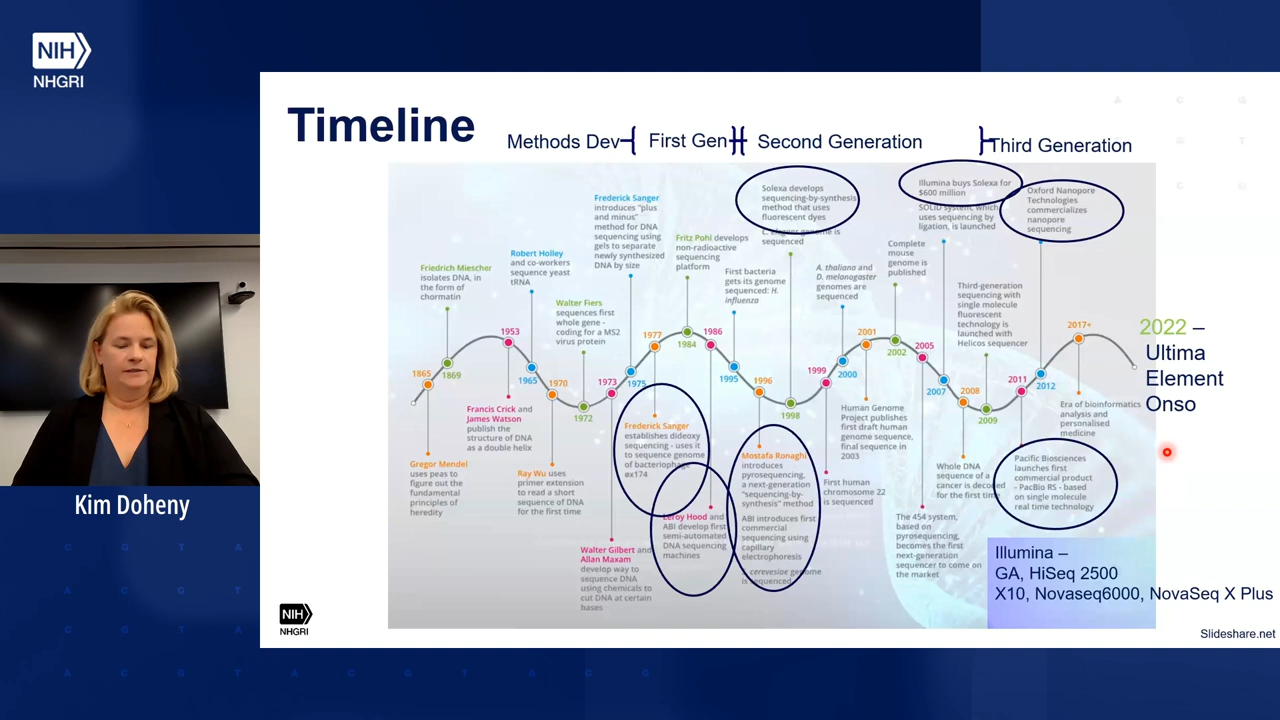 NIH
NHGRI
Timeline
Methods Dev
First Gen
Second Generation
Third Generation
Friedrich Miescher
isolates DNA, in
the form of
chormatin
Robert Holley
and co-workers
sequence yeast
tRNA
Walter Fiers
sequences first
whole gene -
coding for a MS2
virus protein
Frederick Sanger
introduces "plus
and minus"
method for DNA
sequencing using
gels to separate
newly synthesized
DNA by size
Fritz Pohl develops
non-radioactive
sequencing
platform
First bacteria
gets its genome
sequenced: H.
influenza
Solexa develops
sequencing-by-synthesis
method that uses
fluorescent dyes
C. elegans genome is
sequenced
A. thaliana and
D. melonogaster
genomes are
sequenced
Complete
mouse
genome is
published
Illumina buys Solexa for
$600 million
SOLiD system, which
uses sequencing by
ligation, is launched
Third-generation
sequencing with
single molecule
fluorescent
technology is
launched with
Helicos sequencer
Oxford Nanopore
Technologies
commercializes
nanopore
sequencing
1865
1869
1953
1965
1970
1972
1973
1975
1977
1984
1986
1995
1996
1998
1999
2000
2001
2002
2005
2007
2008
2009
2011
2012
2017+
2022 –
Ultima
Element
Onso
Gregor Mendel
uses peas to
figure out the
fundamental
principles of
heredity
Francis Crick and
James Watson
publish the
structure of DNA
as a double helix
Ray Wu uses
primer extension
to read a short
sequence of DNA
for the first time
Walter Gilbert and
Allan Maxam
develop way to
sequence DNA
using chemicals to
cut DNA at certain
bases
Frederick Sanger
establishes dideoxy
sequencing - uses it
to sequence genome
of bacteriophage
øx174
Leroy Hood and
ABI develop first
semi-automated
DNA sequencing
machines
Mostafa Ronaghi
introduces
pyrosequencing,
a next-generation
"sequencing-by-
synthesis" method
ABI introduces first
commercial
sequencing using
capillary
electrophoresis
cerevesiae genome
is sequenced
First human
chromosome 22
is sequenced
Human Genome
Project publishes
first draft human
genome sequence,
final sequence in
2003
The 454 system,
based on
pyrosequencing,
becomes the first
next-generation
sequencer to come on
the market
Whole DNA
sequence of a
cancer is decoded
for the first time
Pacific Biosciences
launches first
commercial product
- PacBio RS - based
on single molecule
real time technology
Era of bioinformatics
analysis and
personalised
medicine
Illumina –
GA, HiSeq 2500
X10, Novaseq6000, NovaSeq X Plus
NIH
NHGRI
Slideshare.net
Kim Doheny
A C G
T
C G
C G T A
A C G T
C G T A
A C G T A C G T G C G